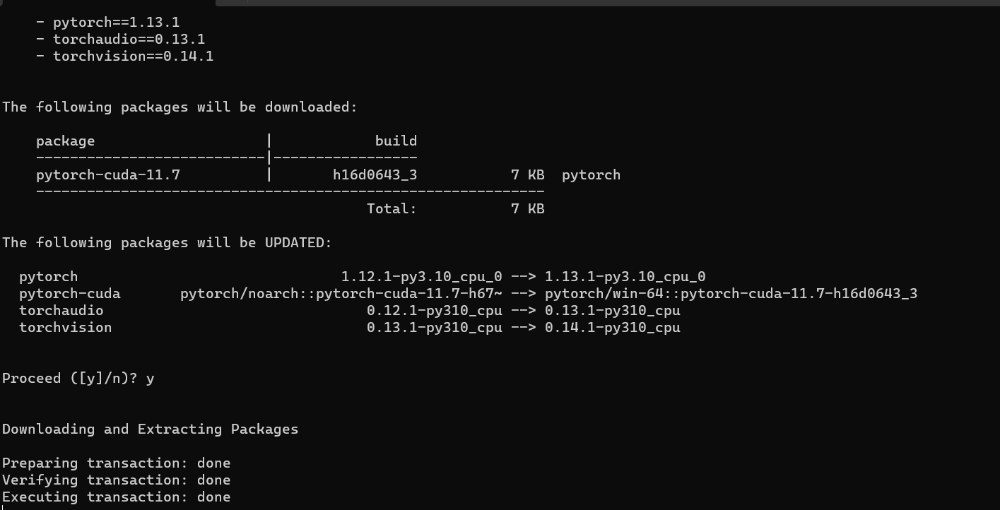 - pytorch==1.13.1
- torchaudio==0.13.1
- torchvision==0.14.1
The following packages will be downloaded:
package | build
---------------------------|-----------------
pytorch-cuda-11.7 | h16d0643_3 7 KB pytorch
------------------------------------------------------------
Total: 7 KB
The following packages will be UPDATED:
pytorch 1.12.1-py3.10_cpu_0 --> 1.13.1-py3.10_cpu_0
pytorch-cuda pytorch/noarch::pytorch-cuda-11.7-h67~ --> pytorch/win-64::pytorch-cuda-11.7-h16d0643_3
torchaudio 0.12.1-py310_cpu --> 0.13.1-py310_cpu
torchvision 0.13.1-py310_cpu --> 0.14.1-py310_cpu
Proceed ([y]/n)? y
Downloading and Extracting Packages
Preparing transaction: done
Verifying transaction: done
Executing transaction: done